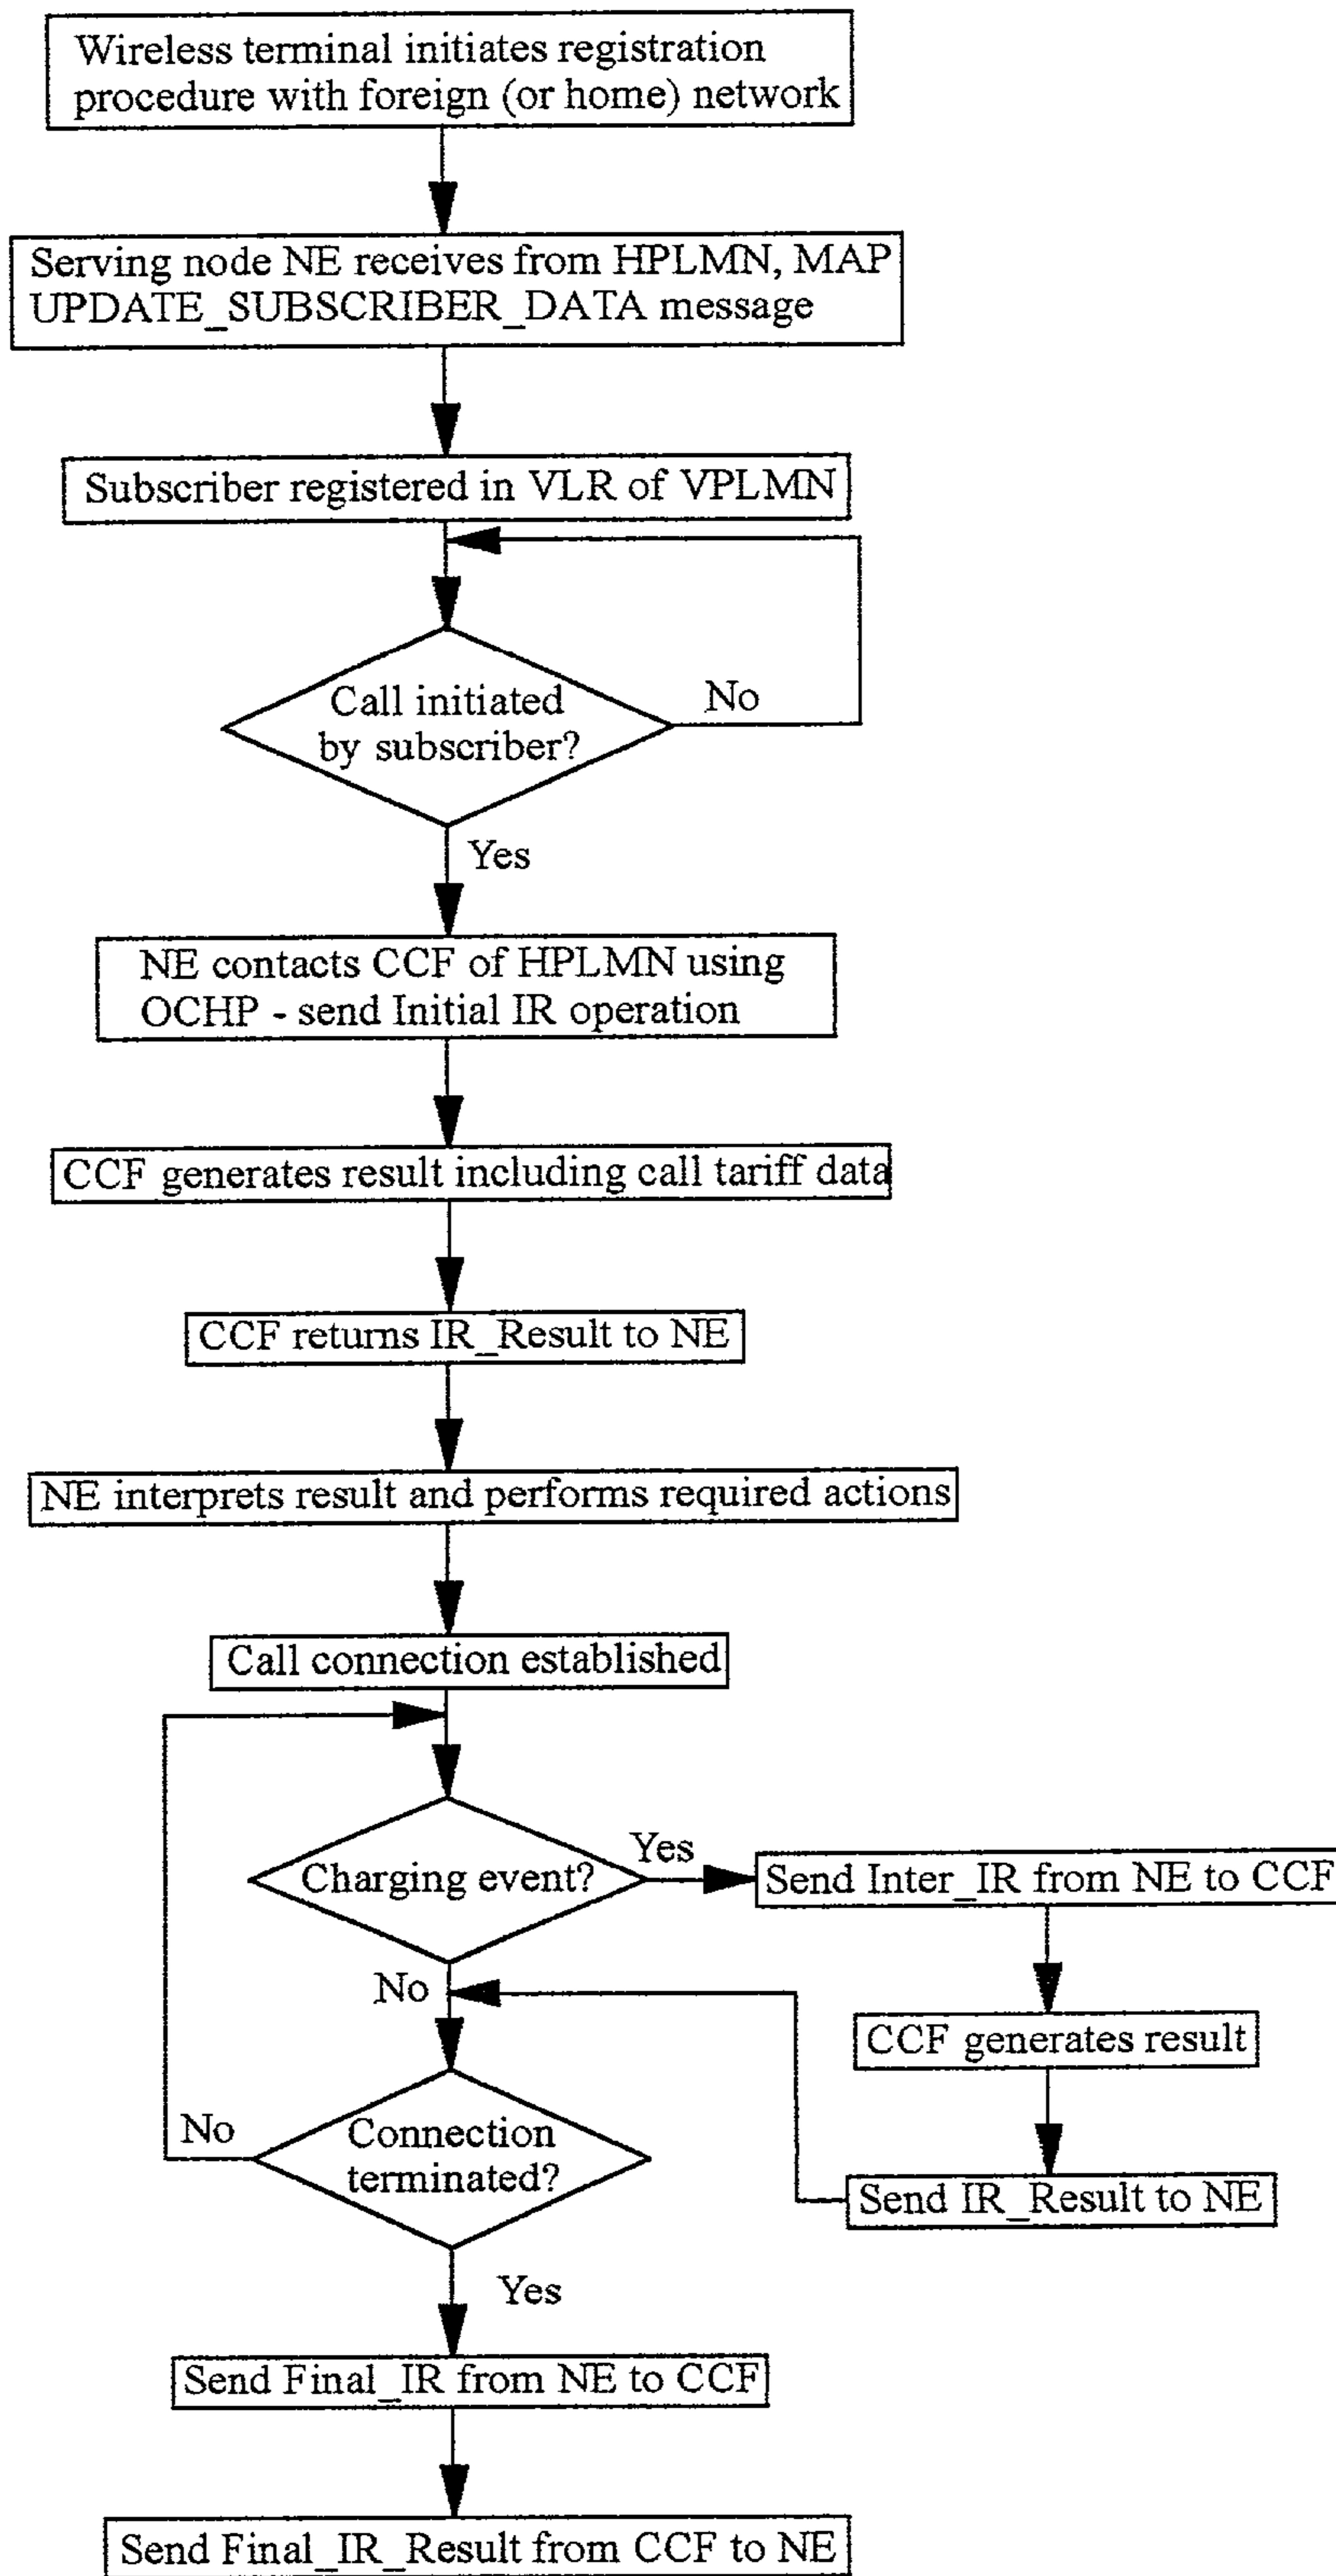 Wireless terminal initiates registration
procedure with foreign (or home) network
Serving node NE receives from HPLMN, MAP
UPDATE_SUBSCRIBER_DATA message
Subscriber registered in VLR of VPLMN
Call initiated
by subscriber?
No
Yes
NE contacts CCF of HPLMN using
OCHP - send Initial IR operation
CCF generates result including call tariff data
CCF returns IR_Result to NE
NE interprets result and performs required actions
Call connection established
Charging event?
Yes
Send Inter_IR from NE to CCF
No
CCF generates result
Connection
terminated?
No
Send IR_Result to NE
Yes
Send Final_IR from NE to CCF
Send Final_IR_Result from CCF to NE